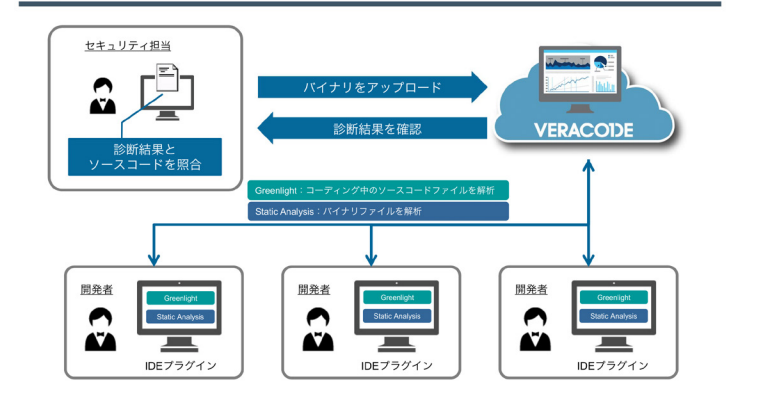 セキュリティ担当
診断結果と
ソースコードを照合
バイナリをアップロード
診断結果を確認
VERACODE
Greenlight：コーディング中のソースコードファイルを解析
Static Analysis：バイナリファイルを解析
開発者
Greenlight
Static Analysis
IDEプラグイン
開発者
Greenlight
Static Analysis
IDEプラグイン
開発者
Greenlight
Static Analysis
IDEプラグイン